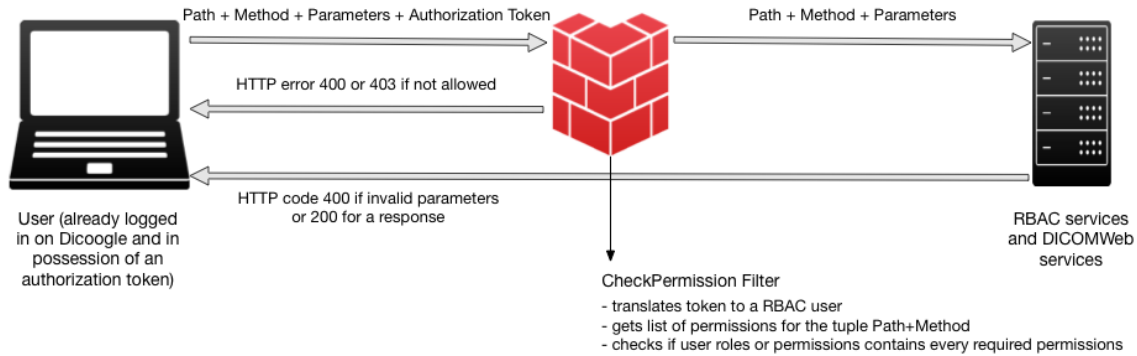 Path + Method + Parameters + Authorization Token
Path + Method + Parameters
HTTP error 400 or 403 if not allowed
HTTP code 400 if invalid parameters
or 200 for a response
User (already logged
in on Dicoogle and in
possession of an
authorization token)
RBAC services
and DICOMWeb
services
CheckPermission Filter
- translates token to a RBAC user
- gets list of permissions for the tuple Path+Method
- checks if user roles or permissions contains every required permissions